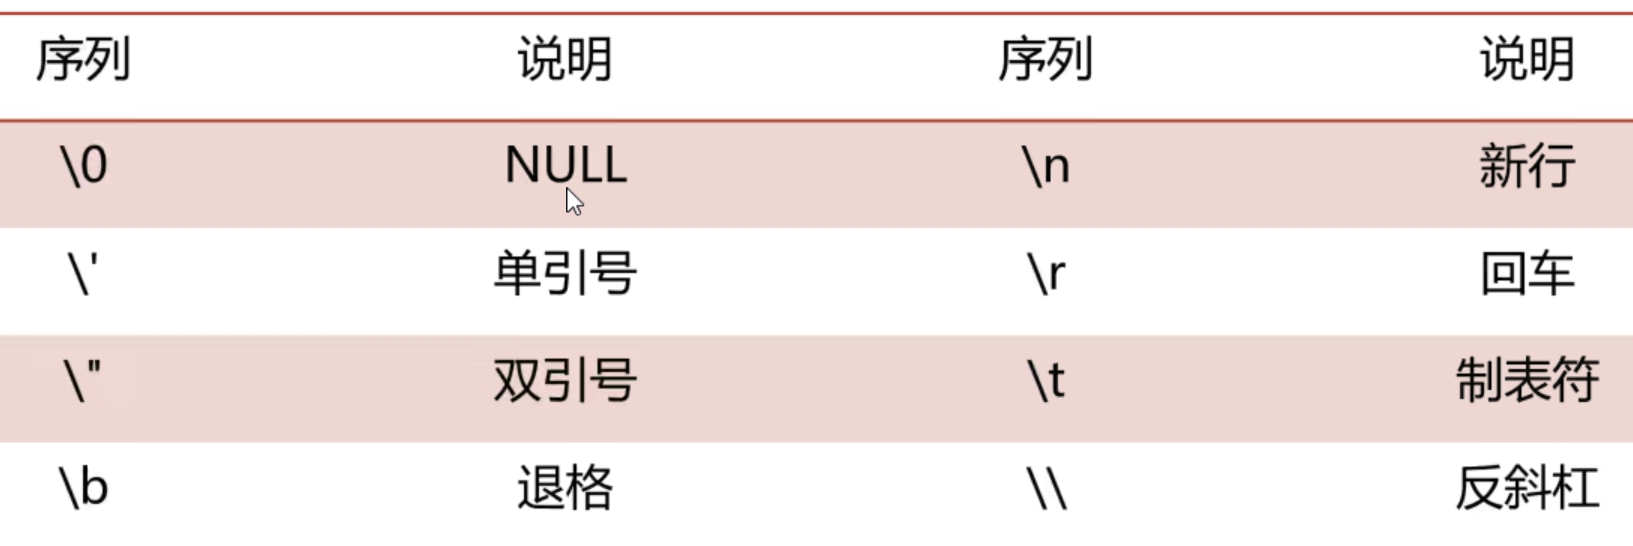 序列 说明 序列 说明
\0 NULL \n 新行
\' 单引号 \r 回车
\" 双引号 \t 制表符
\b 退格 \\ 反斜杠